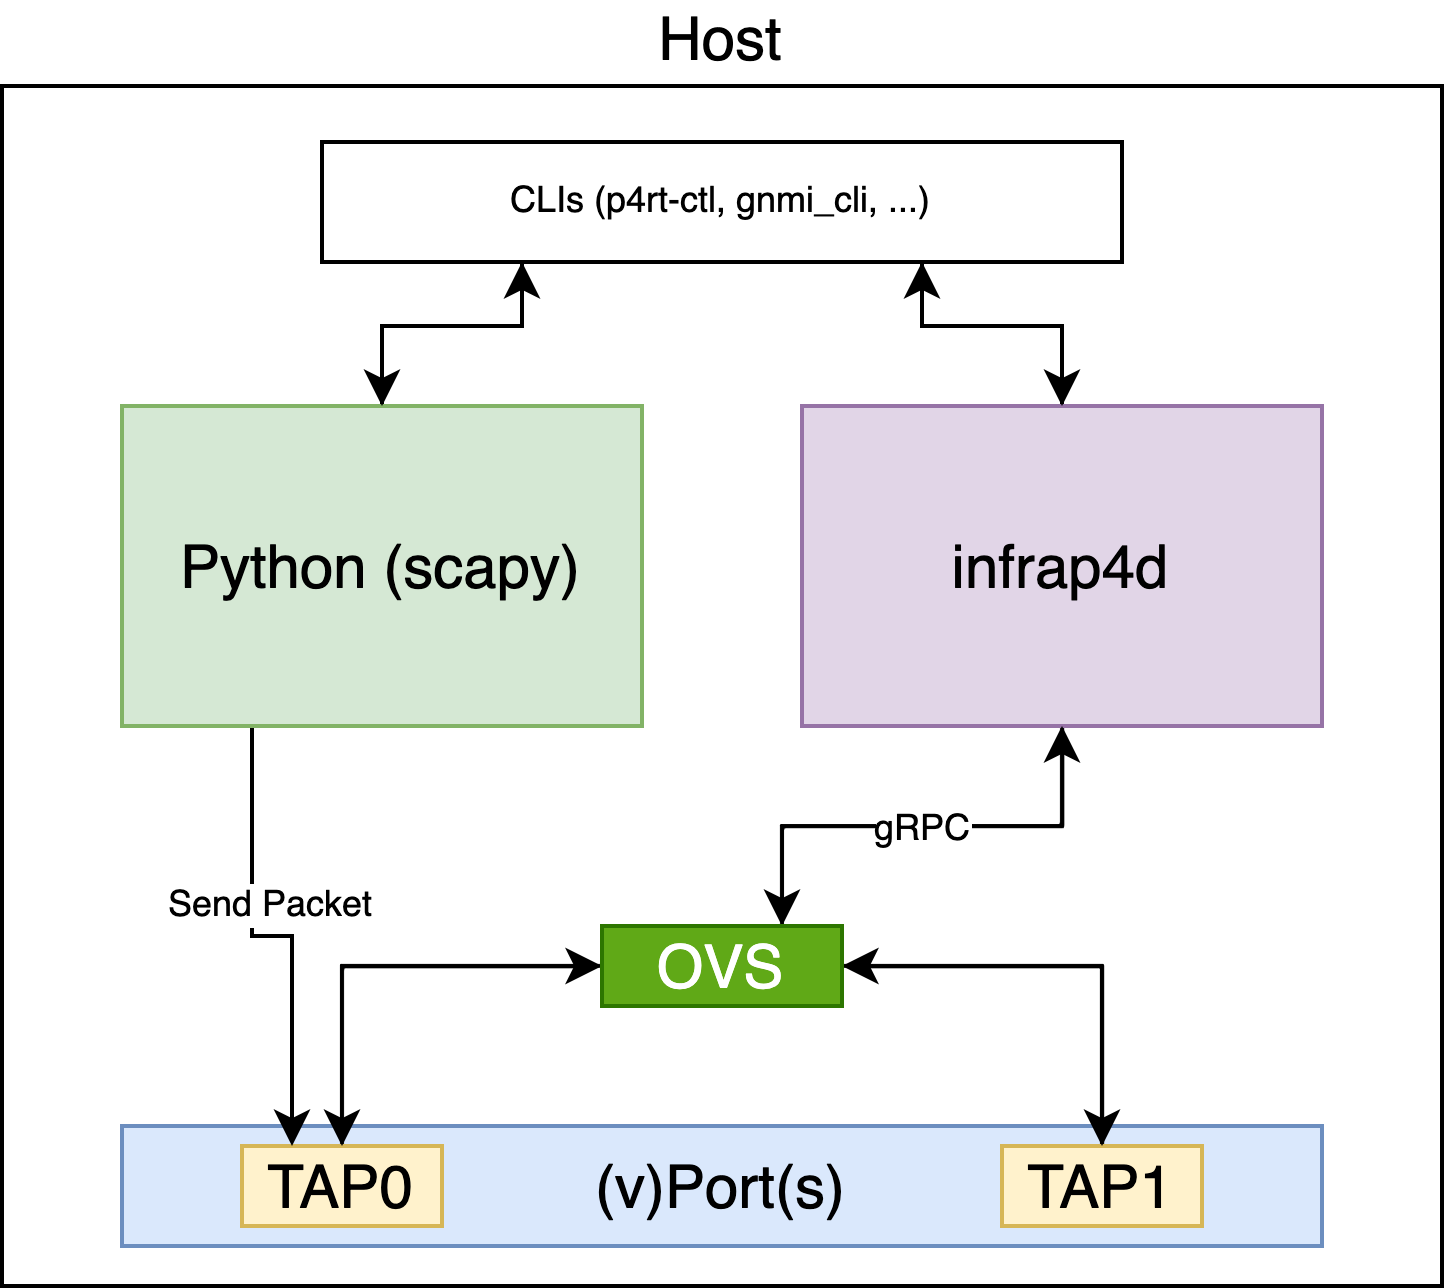 Host
CLIs (p4rt-ctl, gnmi_cli, ...)
Python (scapy)
infrap4d
gRPC
Send Packet
OVS
TAP0
(v)Port(s)
TAP1